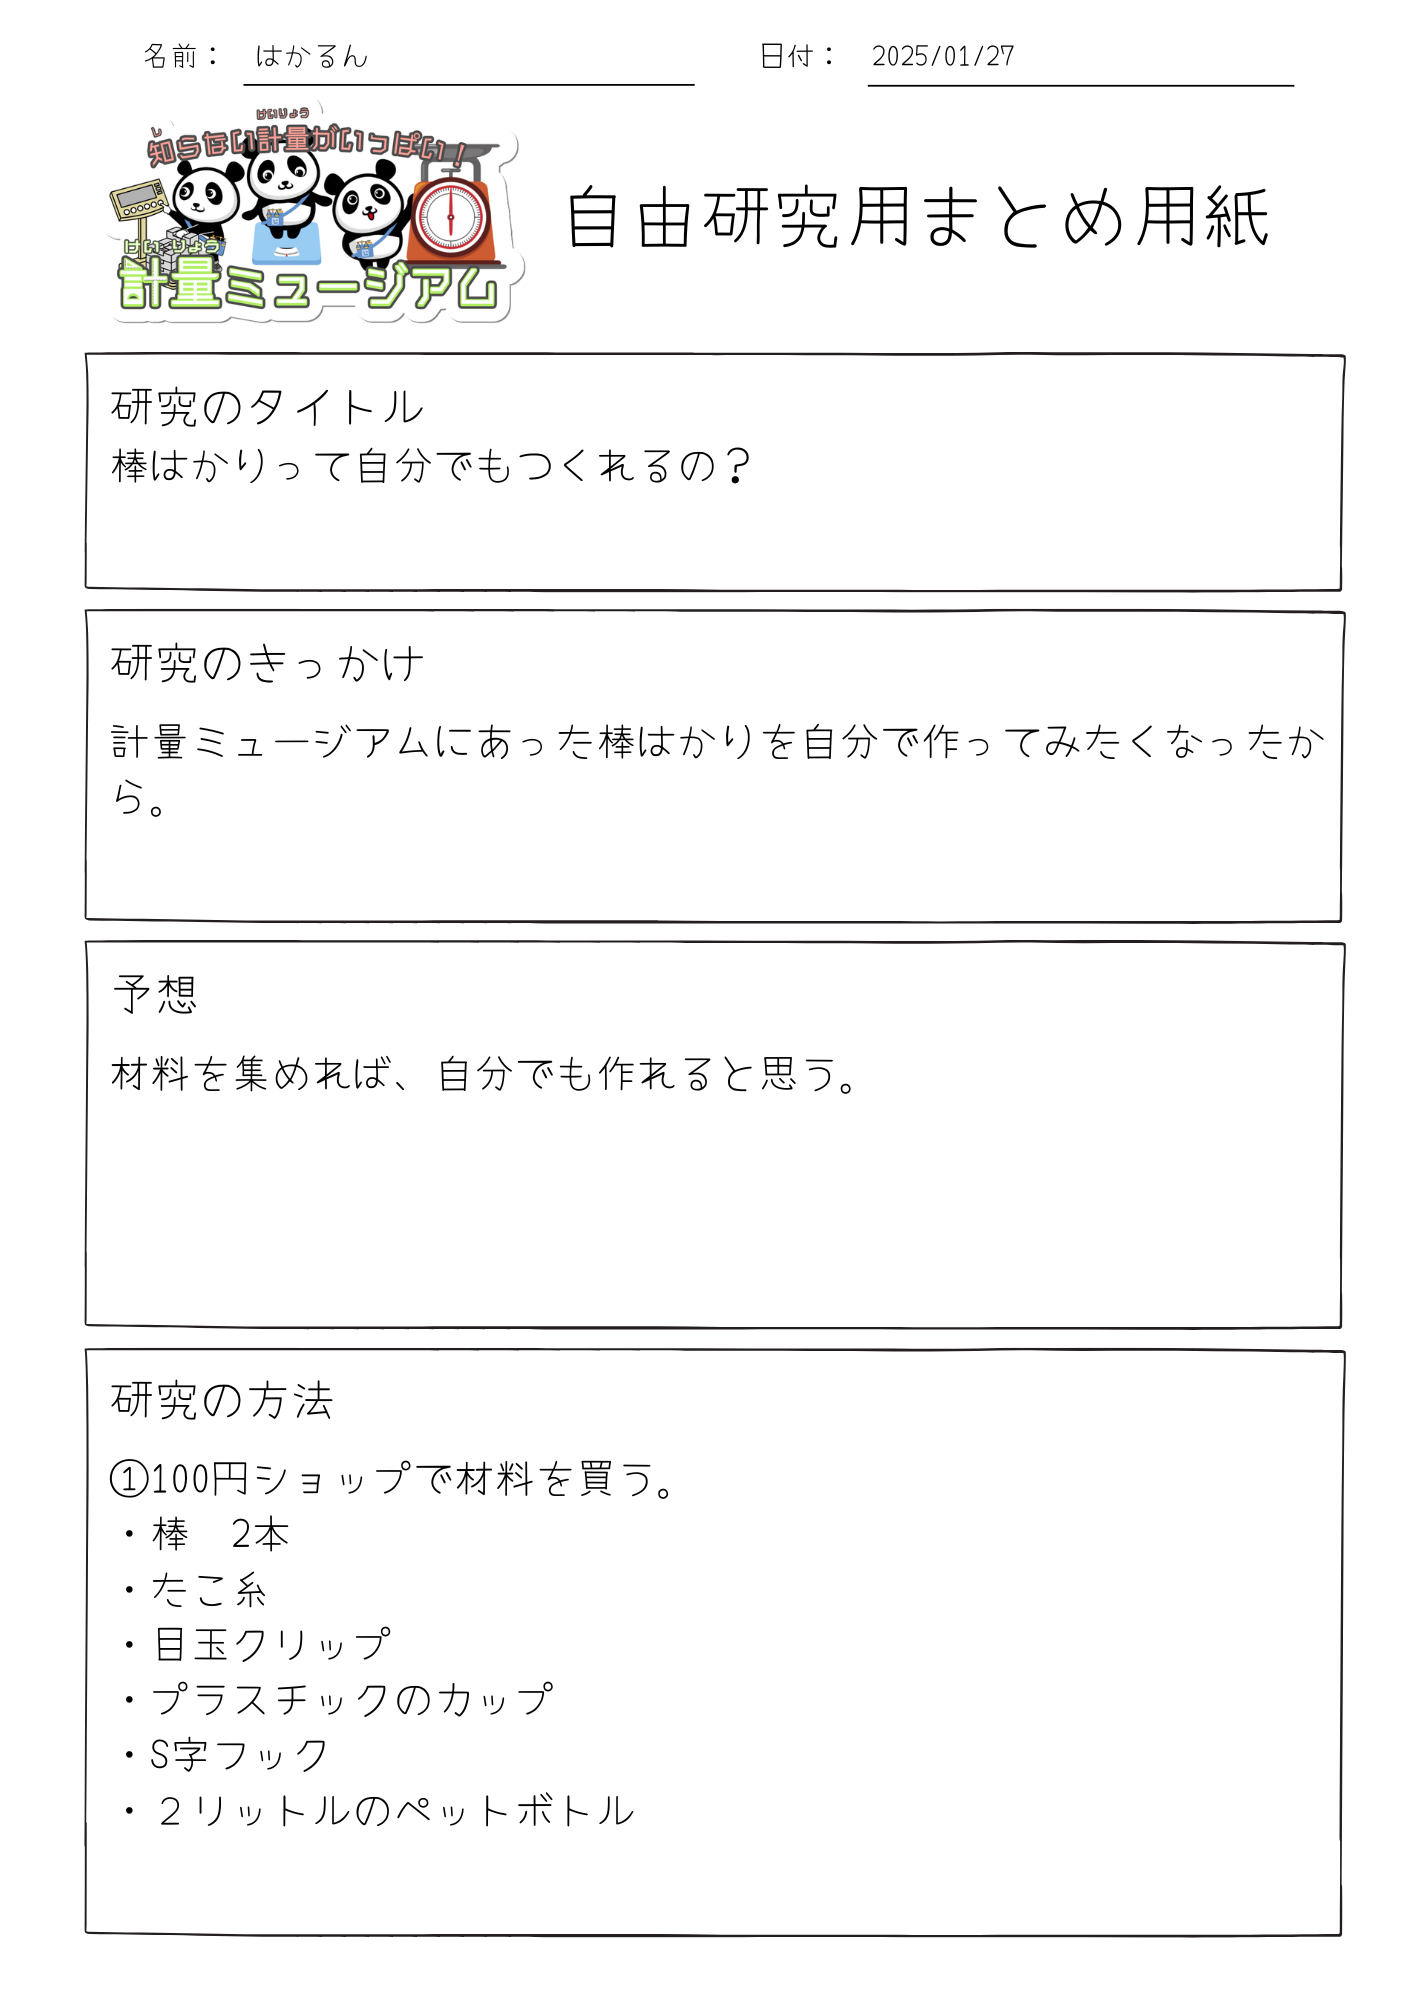 名前： はかるん
日付： 2025/01/27
けいりょう
し
知らない計量がいっぱい！
けいりょう
計量ミュージアム
自由研究用まとめ用紙
研究のタイトル
棒はかりって自分でもつくれるの？
研究のきっかけ
計量ミュージアムにあった棒はかりを自分で作ってみたくなったか
ら。
予想
材料を集めれば、自分でも作れると思う。
研究の方法
①100円ショップで材料を買う。
・棒　2本
・たこ糸
・目玉クリップ
・プラスチックのカップ
・S字フック
・２リットルのペットボトル